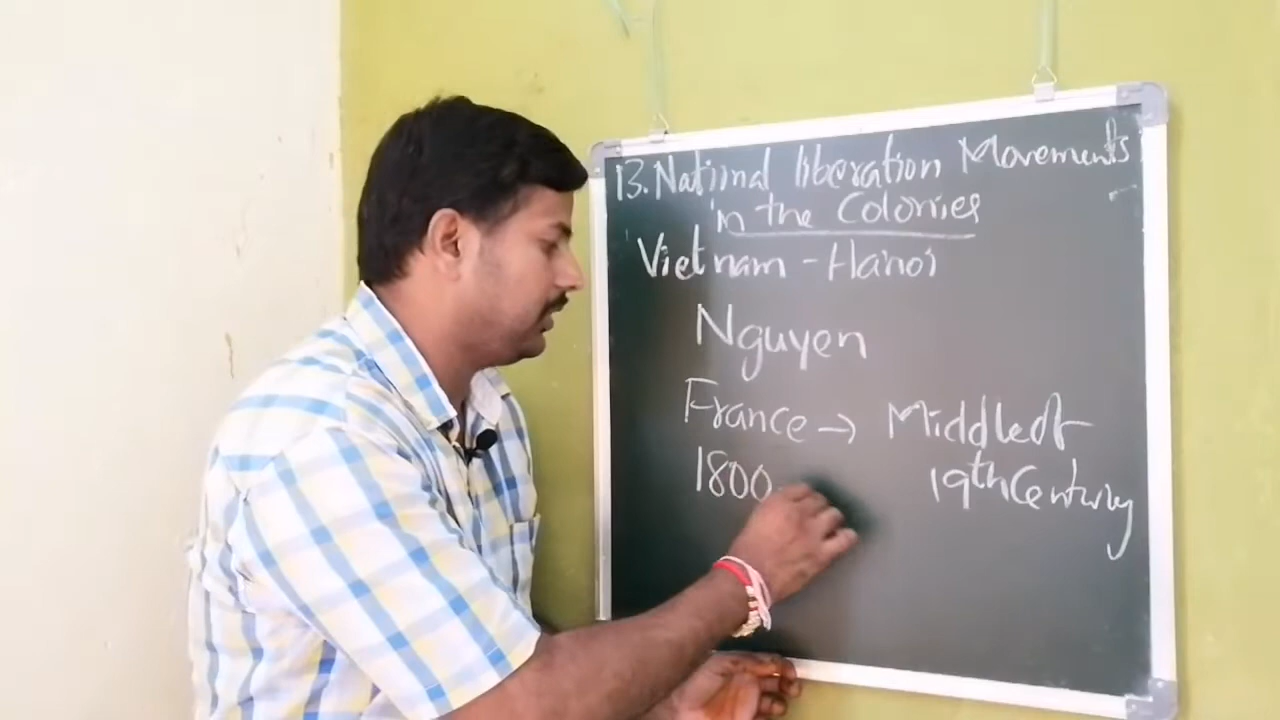 13. National liberation Movements
in the Colonies
Vietnam - Hanoi
Nguyen
France → Middle of
1800 19th Century